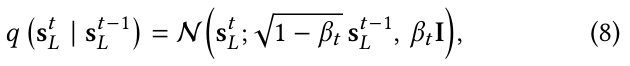 q (s_L^t | s_L^{t-1}) = 𝒩(s_L^t; √(1 − β_t) s_L^{t-1}, β_t I), (8)